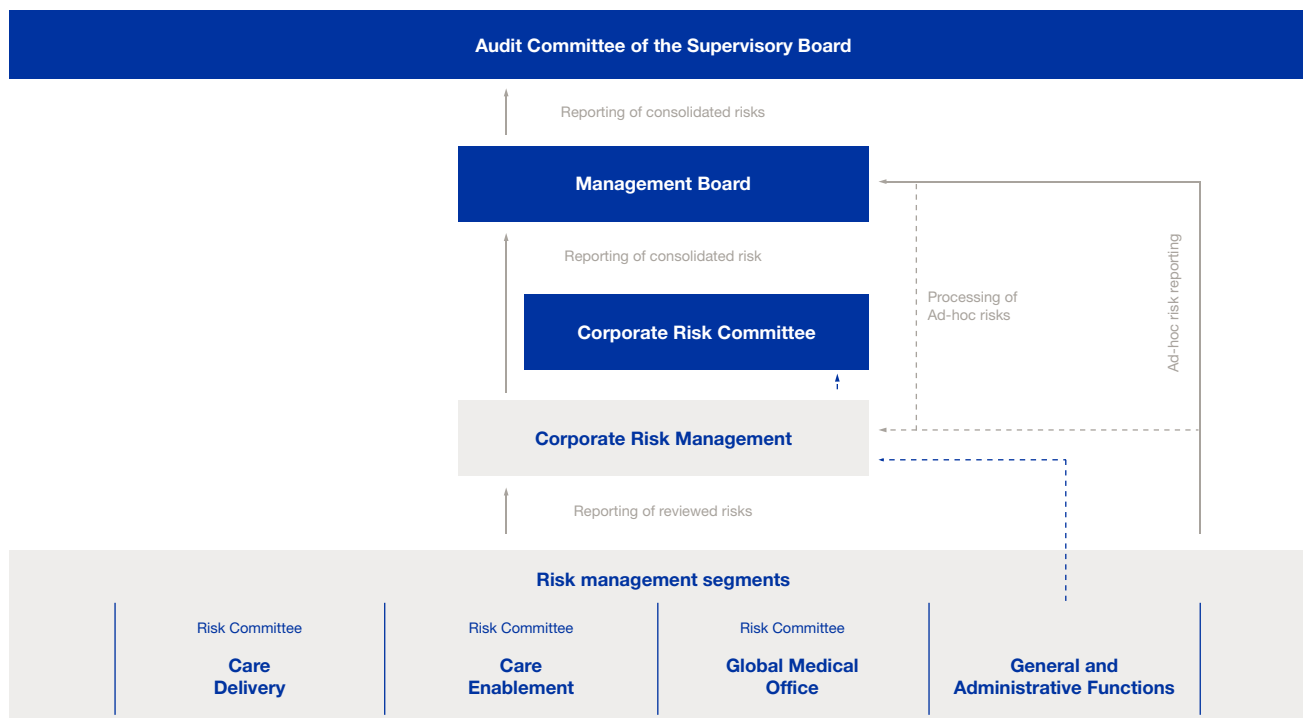 Audit Committee of the Supervisory Board
Reporting of consolidated risks
Management Board
Reporting of consolidated risk
Corporate Risk Committee
Processing of
Ad-hoc risks
Ad-hoc risk reporting
Corporate Risk Management
Reporting of reviewed risks
Risk management segments
Risk Committee
Care
Delivery
Risk Committee
Care
Enablement
Risk Committee
Global Medical
Office
General and
Administrative Functions